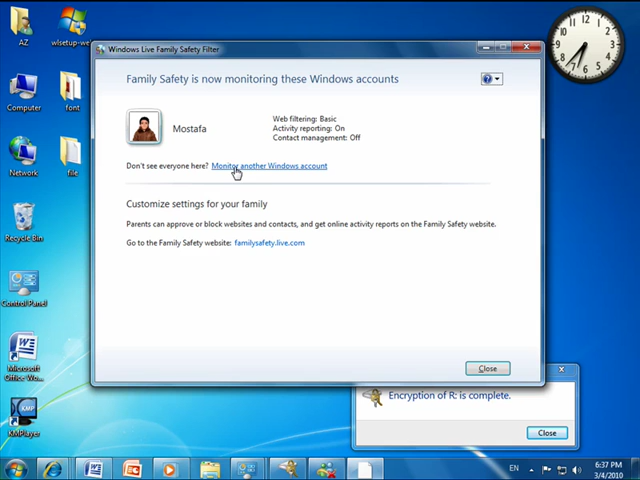 AZ
wlsetup-we...
Computer
font
Network
file
Recycle Bin
Control Panel
Microsoft
Office Wo...
KMPlayer
Windows Live Family Safety Filter
Family Safety is now monitoring these Windows accounts
Mostafa
Web filtering: Basic
Activity reporting: On
Contact management: Off
Don't see everyone here? Monitor another Windows account
Customize settings for your family
Parents can approve or block websites and contacts, and get online activity reports on the Family Safety website.
Go to the Family Safety website: familysafety.live.com
Close
Encryption of R: is complete.
Close
EN
6:37 PM
3/4/2010